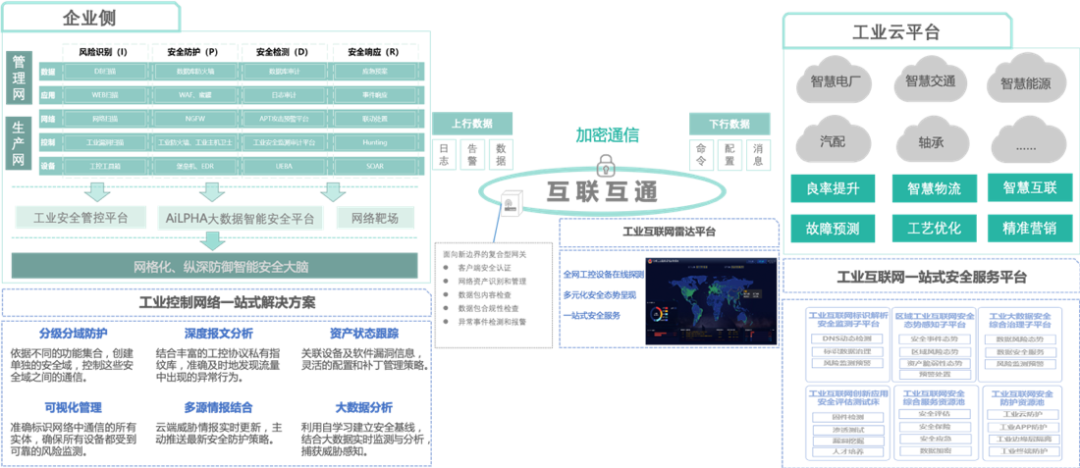 企业侧
风险识别（I）
安全防护（P）
安全检测（D）
安全响应（R）
管理网
生产网
数据
DB扫描
数据库防火墙
数据库审计
应急预案
应用
WEB扫描
WAF、蜜罐
日志审计
事件响应
网络
网络扫描
NGFW
APT攻击预警平台
联动处置
控制
工业漏洞扫描
工业防火墙、工业主机卫士
工业安全监测审计平台
Hunting
设备
工控工具箱
堡垒机、EDR
UEBA
SOAR
工业安全管控平台
AiLPHA大数据智能安全平台
网络靶场
网格化、纵深防御智能安全大脑
工业控制网络一站式解决方案
分级分域防护
依据不同的功能集合，创建
单独的安全域，控制这些安
全域之间的通信。
深度报文分析
结合丰富的工控协议私有指
纹库，准确及时地发现流量
中出现的异常行为。
资产状态跟踪
关联设备及软件漏洞信息，
灵活的配置和补丁管理策略。
可视化管理
准确标识网络中通信的所有
实体，确保所有设备都受到
可靠的风险监测。
多源情报结合
云端威胁情报实时更新，主
动推送最新安全防护策略。
大数据分析
利用自学习建立安全基线，
结合大数据实时监测与分析，
捕获威胁感知。
上行数据
日志
告警
数据
加密通信
下行数据
命令
配置
消息
互联互通
面向新边界的复合型网关
客户端安全认证
网络资产识别和管理
数据包内容检查
数据包合规性检查
异常事件检测和报警
工业互联网雷达平台
全网工控设备在线探测
多元化安全态势呈现
一站式安全服务
工业云平台
智慧电厂
智慧交通
智慧能源
汽配
轴承
......
良率提升
智慧物流
智慧互联
故障预测
工艺优化
精准营销
工业互联网一站式安全服务平台
工业互联网标识解析
安全监测子平台
DNS动态检测
标识数据治理
风险监测预警
区域工业互联网安全
态势感知子平台
安全事件态势
区域风险态势
资产脆弱性态势
预警处置
工业大数据安全
综合治理子平台
数据风险态势
数据安全服务
风险监测预警
工业互联网创新应用
安全评估测试床
固件检测
渗透测试
漏洞挖掘
人才培养
工业互联网安全
综合服务资源池
安全评估
安全保险
安全应急
数据报abort
工业互联网安全
防护资源池
工业云防护
工业APP防护
工业边缘层隔离
工业终端防护